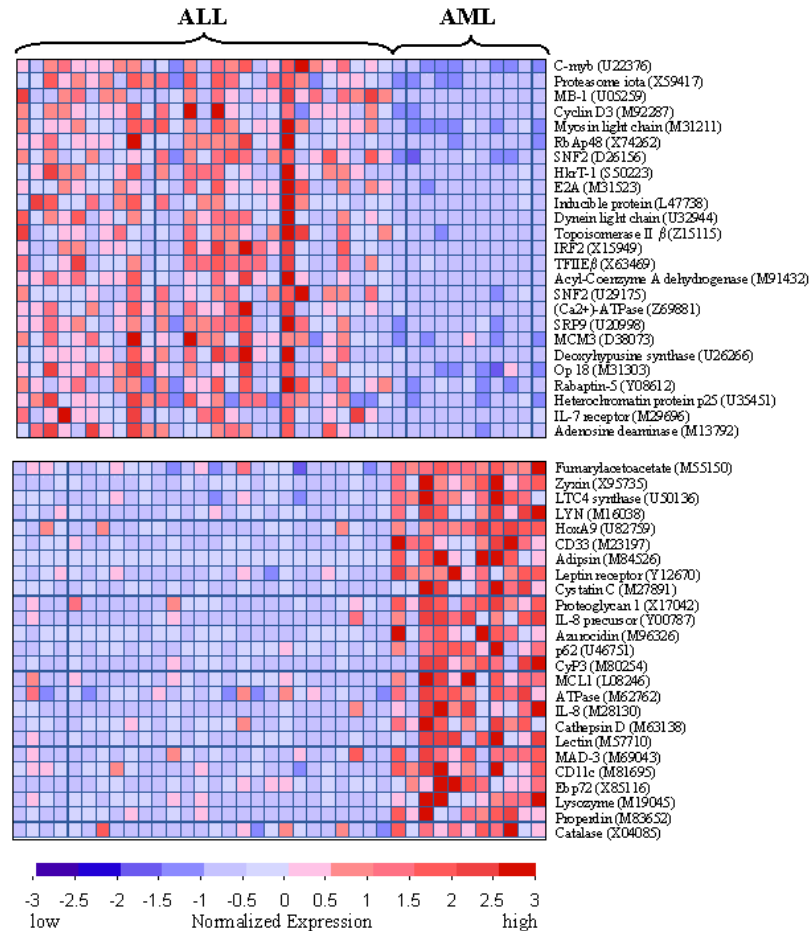 ALL AML
C-myb (U22376)
Proteasome iota (X59417)
MB-1 (U05259)
Cyclin D3 (M92287)
Myosin light chain (M31211)
RbAp48 (X74262)
SNF2 (D26156)
HkrT-1 (S50223)
E2A (M31523)
Inducible protein (L47738)
Dynein light chain (U32944)
Topoisomerase II β (Z15115)
IRF2 (X15949)
TFIIEβ (X63469)
Acyl-Coenzyme A dehydrogenase (M91432)
SNF2 (U29175)
(Ca2+)-ATPase (Z69881)
SRP9 (U20998)
MCM3 (D38073)
Deoxyhypusine synthase (U26266)
Op 18 (M31303)
Rabaptin-5 (Y08612)
Heterochromatin protein p25 (U35451)
IL-7 receptor (M29696)
Adenosine deaminase (M13792)
Fumarylacetoacetate (M55150)
Zyxin (X95735)
LTC4 synthase (U50136)
LYN (M16038)
HoxA9 (U82759)
CD33 (M23197)
Adipsin (M84526)
Leptin receptor (Y12670)
Cystatin C (M27891)
Proteoglycan 1 (X17042)
IL-8 precursor (Y00787)
Azurocidin (M96326)
p62 (U46751)
CyP3 (M80254)
MCL1 (L08246)
ATPase (M62762)
IL-8 (M28130)
Cathepsin D (M63138)
Lectin (M57710)
MAD-3 (M69043)
CD11c (M81695)
Ebp72 (X85116)
Lysozyme (M19045)
Properdin (M83652)
Catalase (X04085)
-3 -2.5 -2 -1.5 -1 -0.5 0 0.5 1 1.5 2 2.5 3
low Normalized Expression high